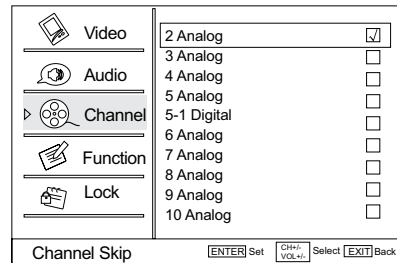 Video
Audio
Channel
Function
Lock
2 Analog
3 Analog
4 Analog
5 Analog
5-1 Digital
6 Analog
7 Analog
8 Analog
9 Analog
10 Analog
Channel Skip
ENTER Set CH+/- VOL+/- Select EXIT Back